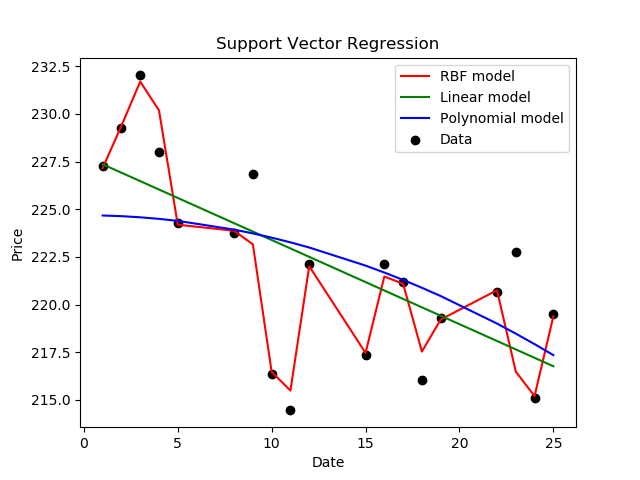 Support Vector Regression
RBF model
Linear model
Polynomial model
Data
232.5
230.0
227.5
225.0
222.5
220.0
217.5
215.0
Price
0
5
10
15
20
25
Date